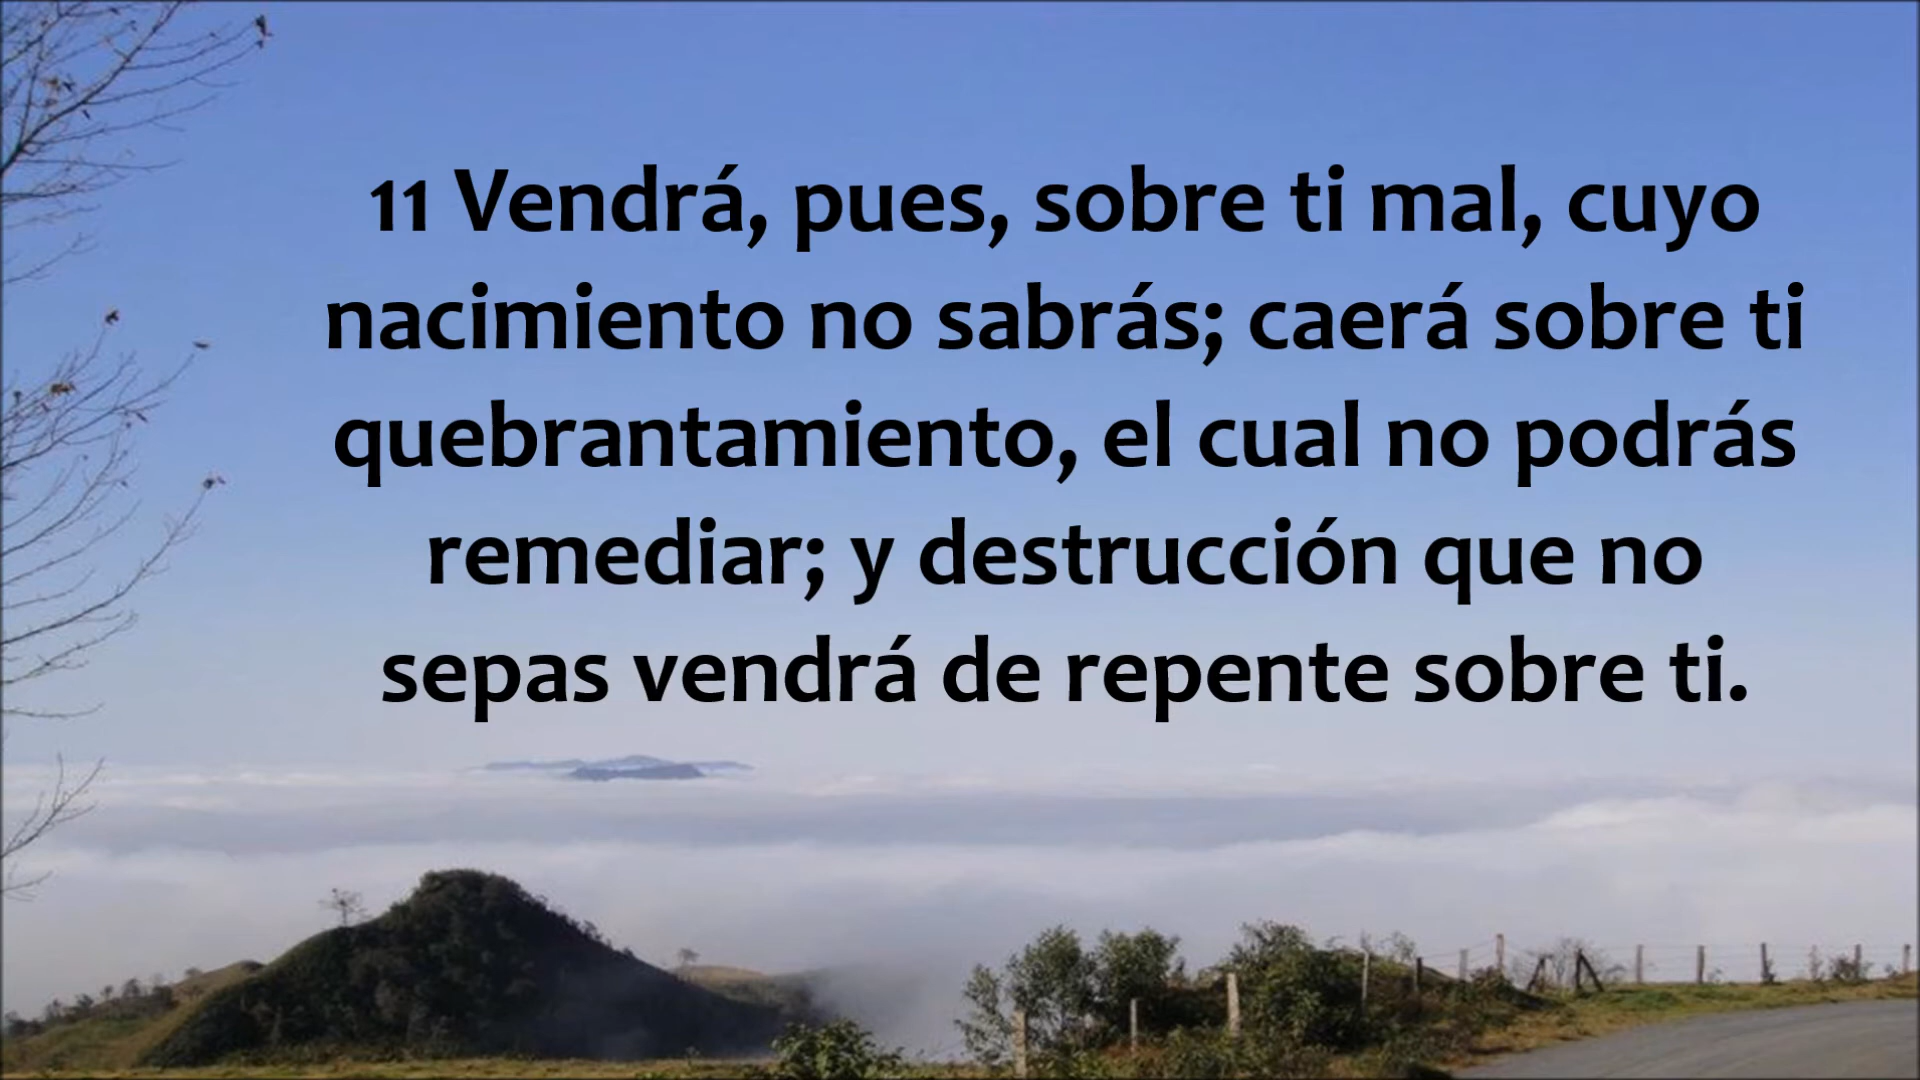 11 Vendrá, pues, sobre ti mal, cuyo
nacimiento no sabrás; caerá sobre ti
quebrantamiento, el cual no podrás
remediar; y destrucción que no
sepas vendrá de repente sobre ti.